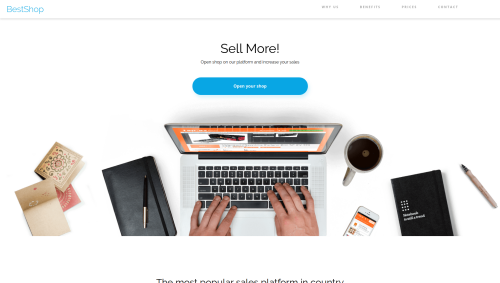 BestShop
WHY US
BENEFITS
PRICES
CONTACT
Sell More!
Open shop on our platform and increase your sales
Open your shop
The most popular sales platform in country